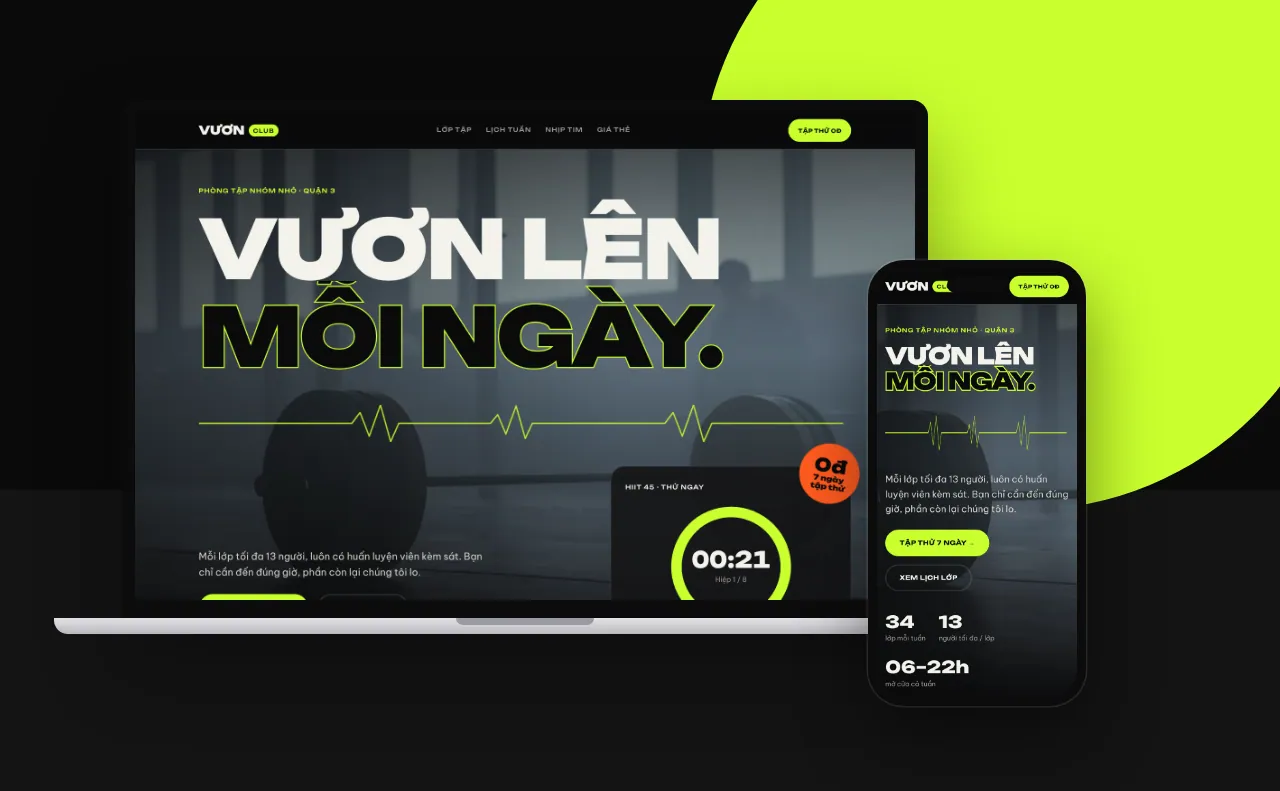 VƯƠN CLUB
LỚP TẬP LỊCH TUẦN NHỊP TIM GIÁ THẺ
TẬP THỬ 0Đ
PHÒNG TẬP NHÓM NHỎ · QUẬN 3
VƯƠN LÊN
MỖI NGÀY.
HIIT 45 · THỨ NGAY
0đ
7 ngày
tập thử
00:21
Hiệp 1 / 8
Mỗi lớp tối đa 13 người, luôn có huấn luyện viên kèm sát. Bạn
chỉ cần đến đúng giờ, phần còn lại chúng tôi lo.
VƯƠN CL
TẬP THỬ 0Đ
PHÒNG TẬP NHÓM NHỎ · QUẬN 3
VƯƠN LÊN
MỖI NGÀY.
Mỗi lớp tối đa 13 người, luôn có huấn
luyện viên kèm sát. Bạn chỉ cần đến đúng
giờ, phần còn lại chúng tôi lo.
TẬP THỬ 7 NGÀY →
XEM LỊCH LỚP
34 13
lớp mỗi tuần người tối đa / lớp
06–22h
mở cửa cả tuần